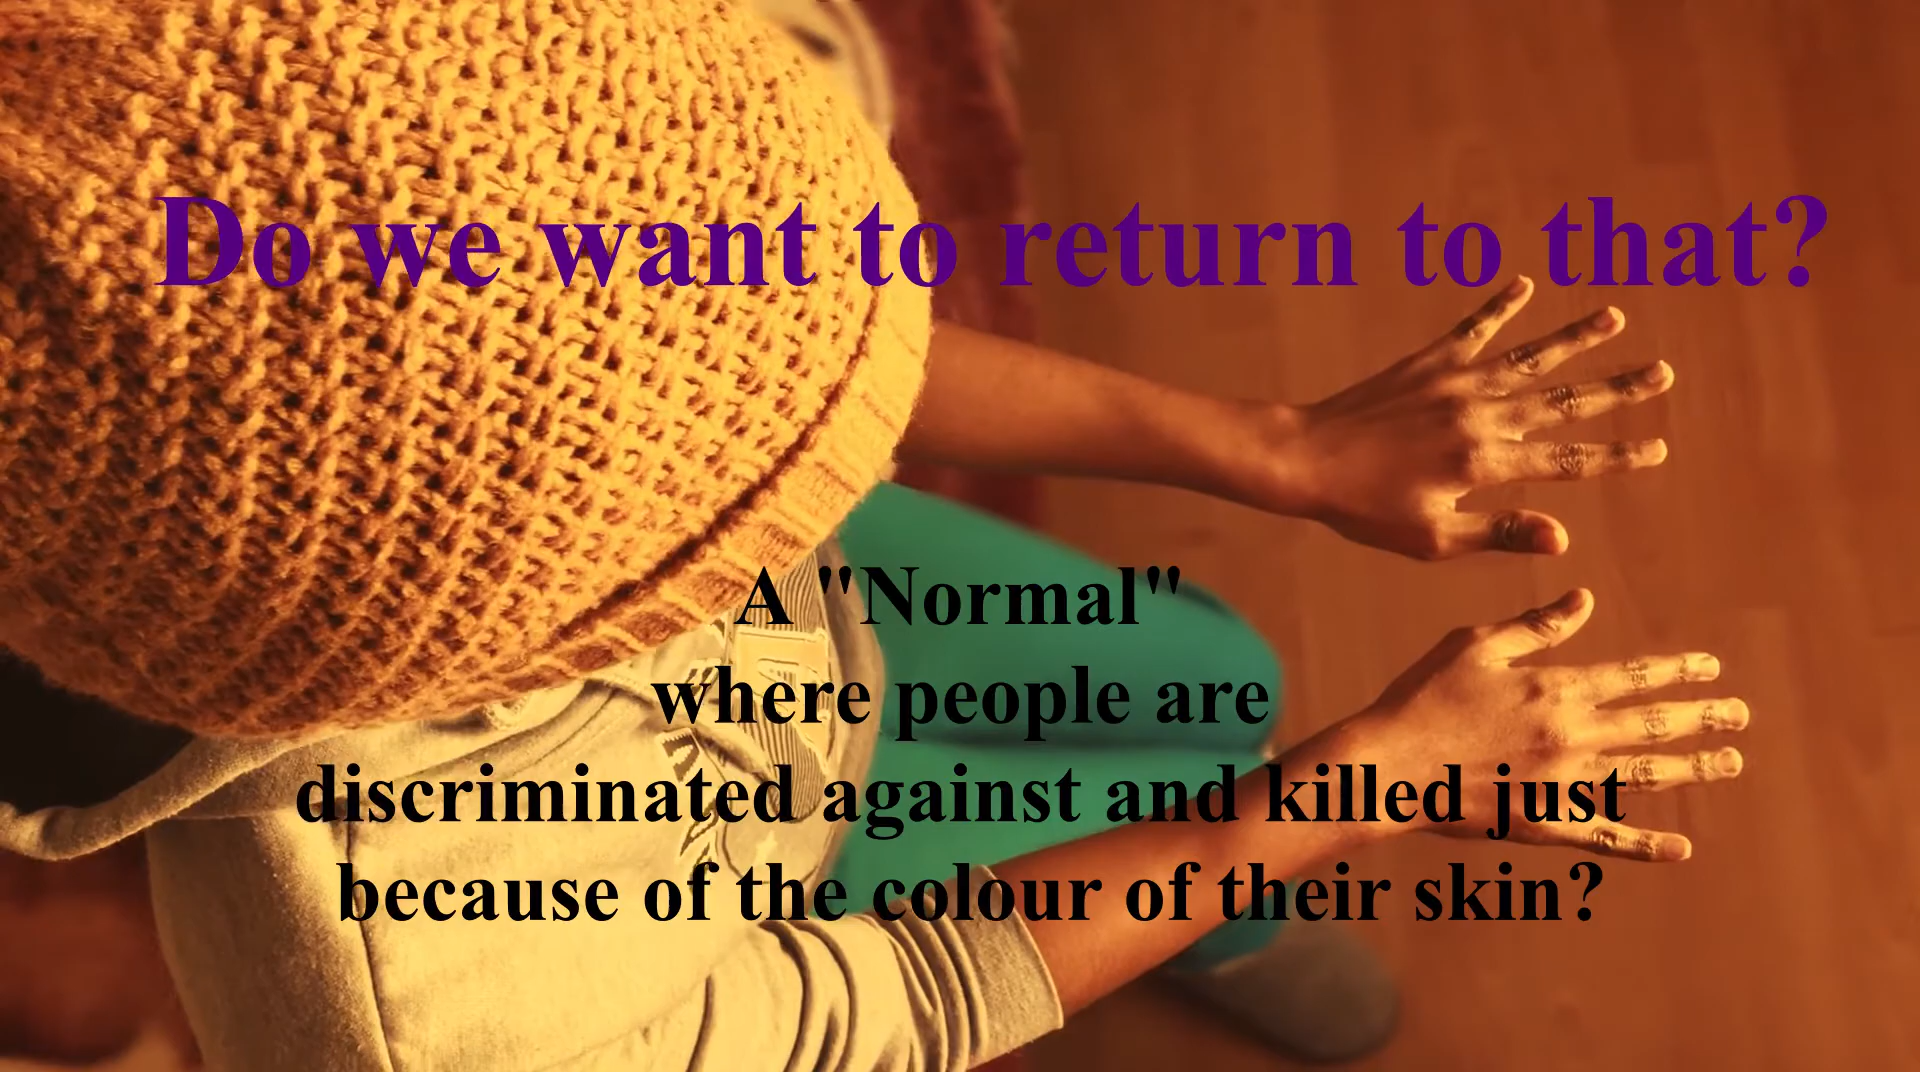 Do we want to return to that?
A "Normal"
where people are
discriminated against and killed just
because of the colour of their skin?